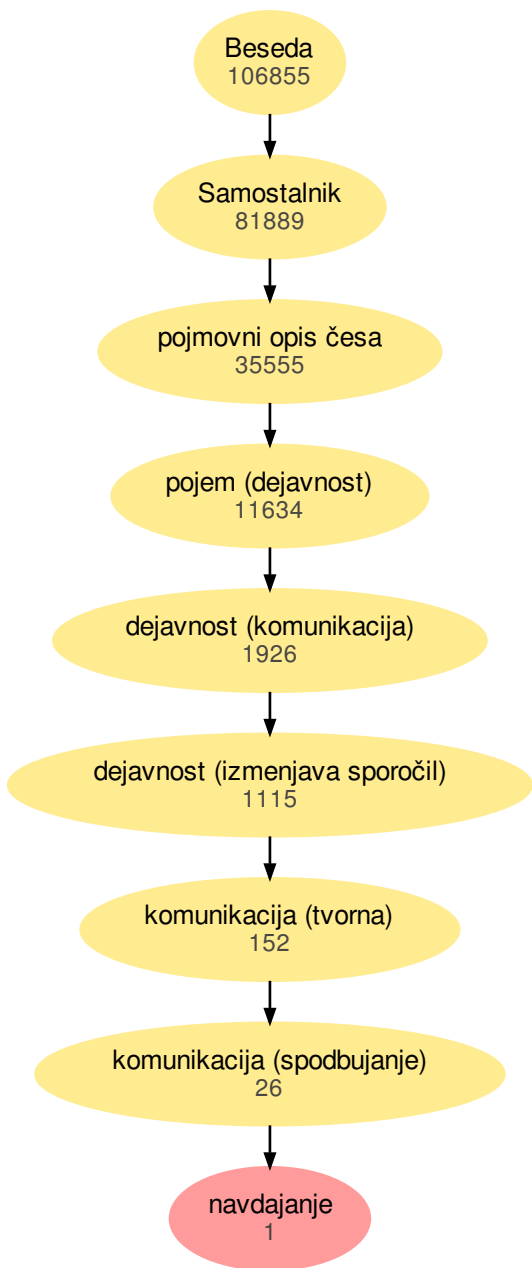 Beseda
106855
Samostalnik
81889
pojmovni opis česa
35555
pojem (dejavnost)
11634
dejavnost (komunikacija)
1926
dejavnost (izmenjava sporočil)
1115
komunikacija (tvorna)
152
komunikacija (spodbujanje)
26
navdajanje
1